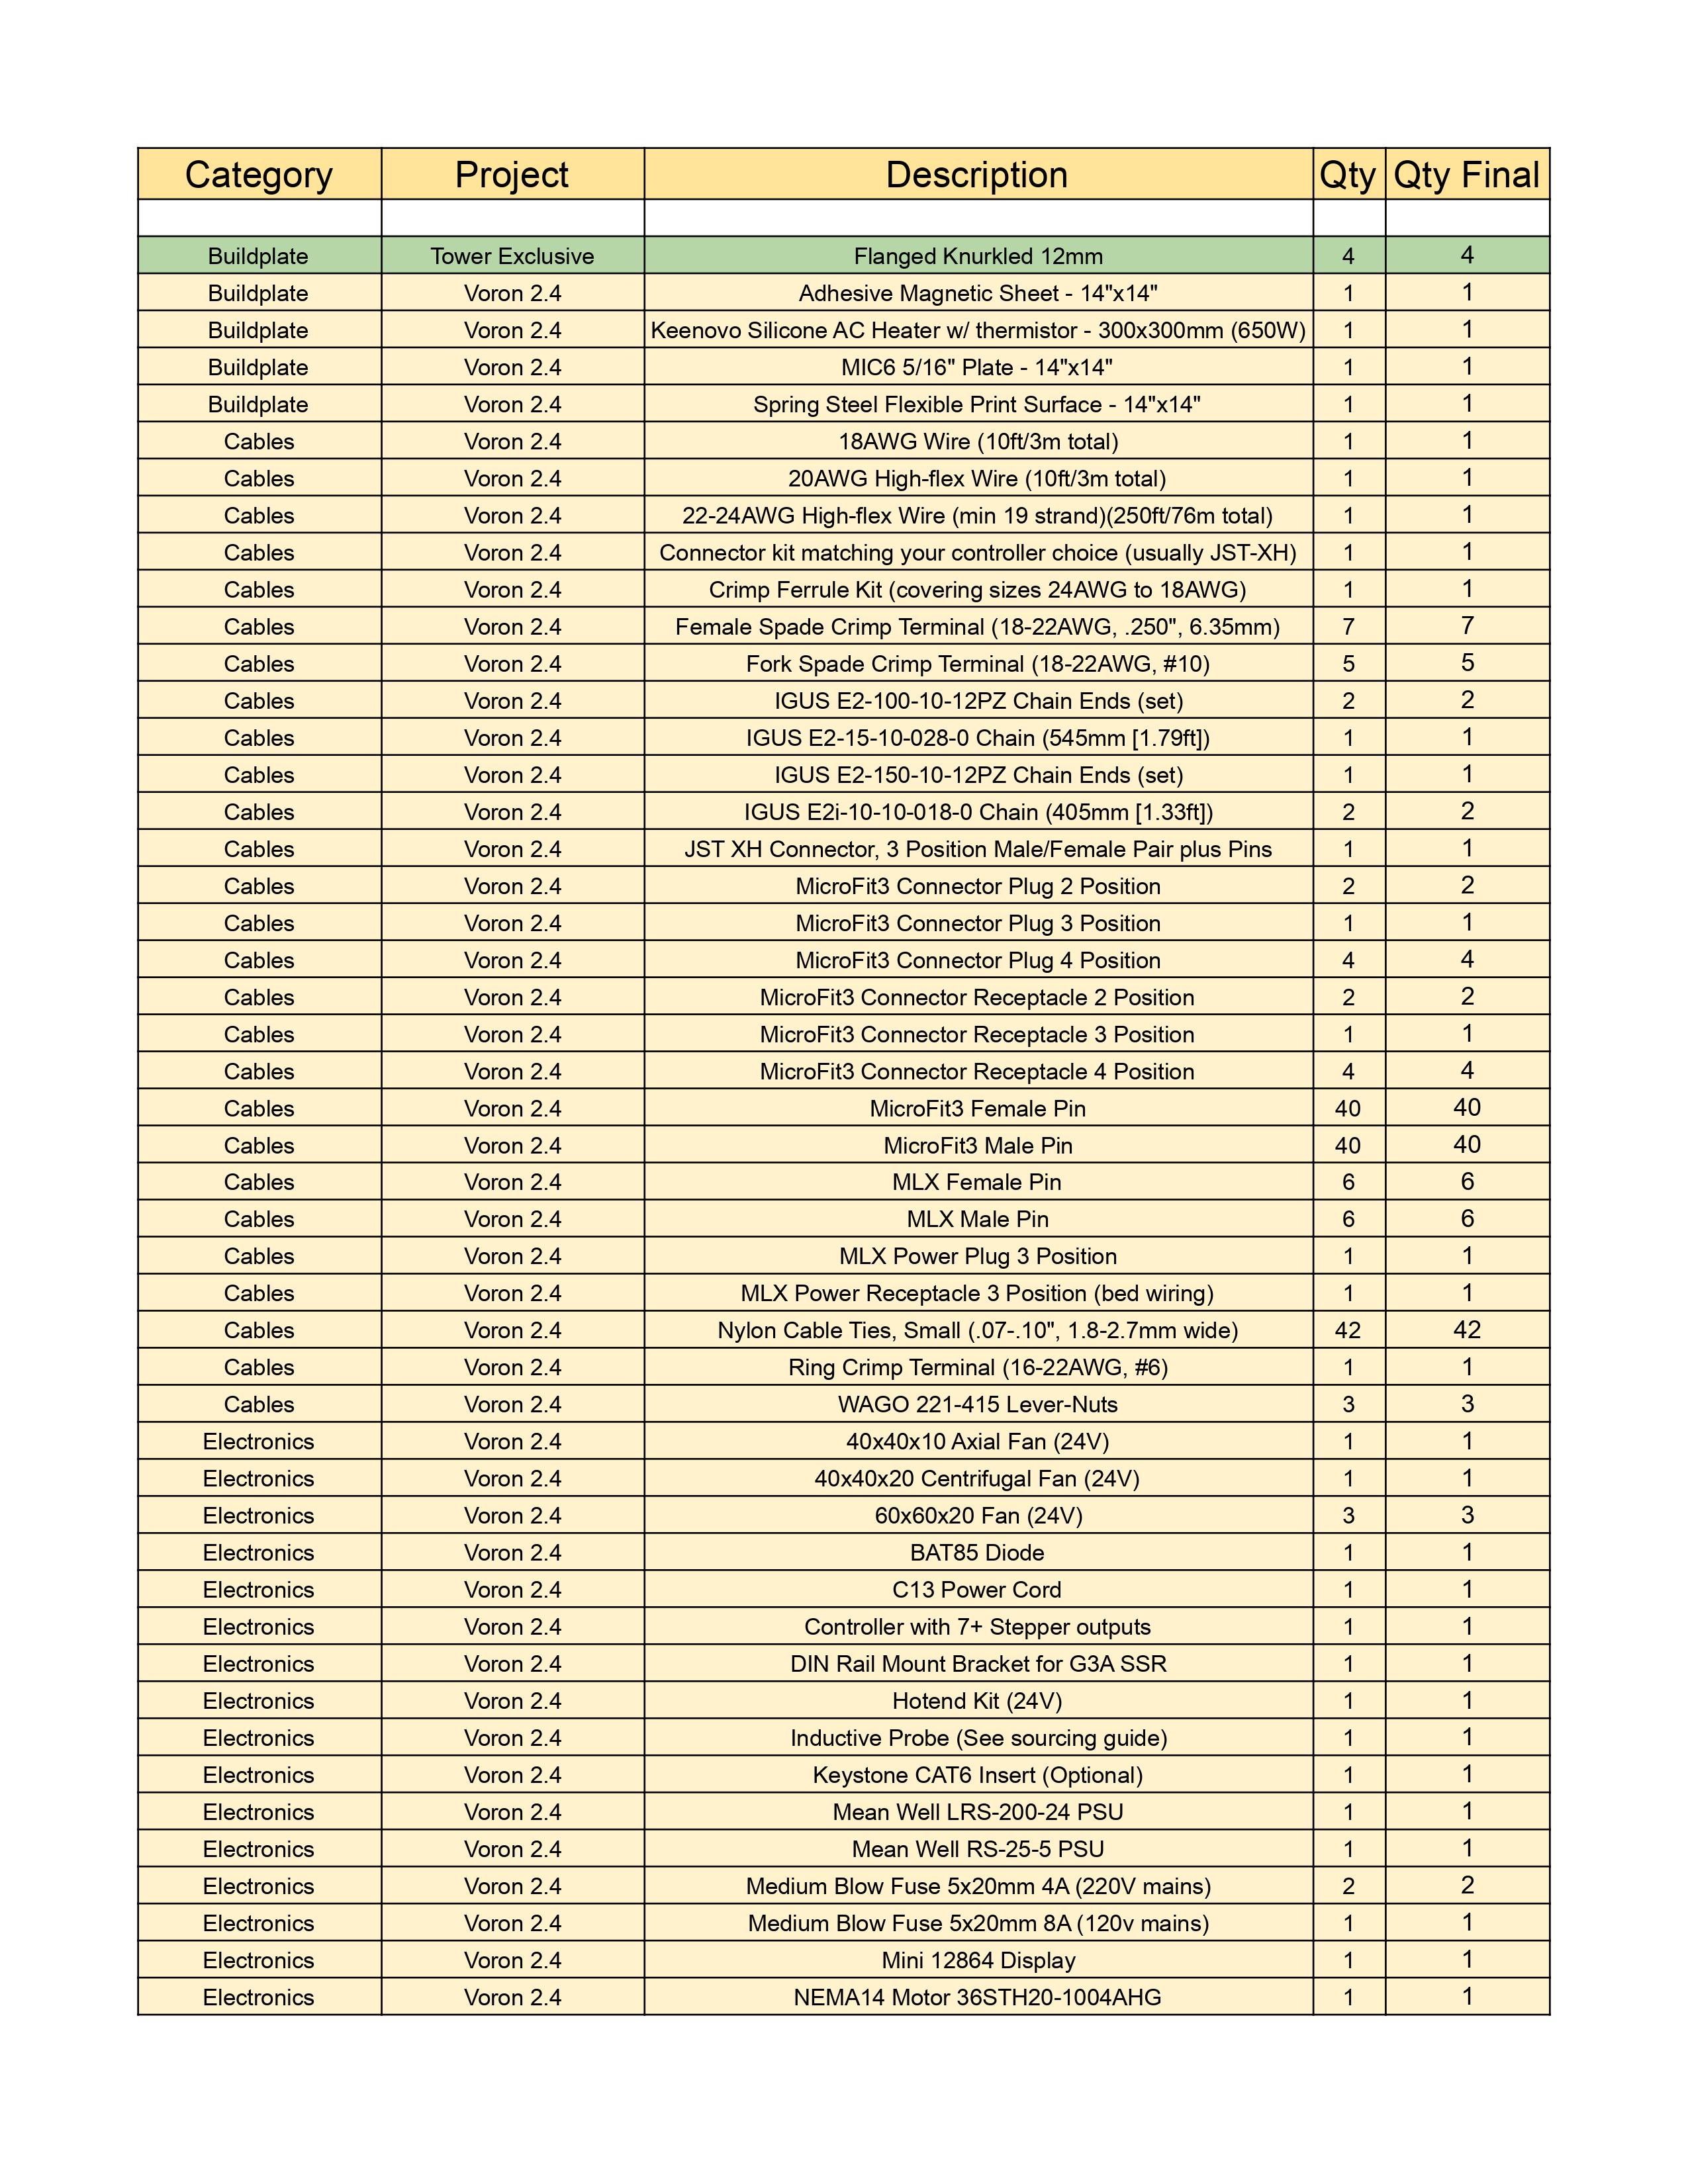 Category Project Description Qty Qty Final
Buildplate Tower Exclusive Flanged Knurkled 12mm 4 4
Buildplate Voron 2.4 Adhesive Magnetic Sheet - 14"x14" 1 1
Buildplate Voron 2.4 Keenovo Silicone AC Heater w/ thermistor - 300x300mm (650W) 1 1
Buildplate Voron 2.4 MIC6 5/16" Plate - 14"x14" 1 1
Buildplate Voron 2.4 Spring Steel Flexible Print Surface - 14"x14" 1 1
Cables Voron 2.4 18AWG Wire (10ft/3m total) 1 1
Cables Voron 2.4 20AWG High-flex Wire (10ft/3m total) 1 1
Cables Voron 2.4 22-24AWG High-flex Wire (min 19 strand)(250ft/76m total) 1 1
Cables Voron 2.4 Connector kit matching your controller choice (usually JST-XH) 1 1
Cables Voron 2.4 Crimp Ferrule Kit (covering sizes 24AWG to 18AWG) 1 1
Cables Voron 2.4 Female Spade Crimp Terminal (18-22AWG, .250", 6.35mm) 7 7
Cables Voron 2.4 Fork Spade Crimp Terminal (18-22AWG, #10) 5 5
Cables Voron 2.4 IGUS E2-100-10-12PZ Chain Ends (set) 2 2
Cables Voron 2.4 IGUS E2-15-10-028-0 Chain (545mm [1.79ft]) 1 1
Cables Voron 2.4 IGUS E2-150-10-12PZ Chain Ends (set) 1 1
Cables Voron 2.4 IGUS E2i-10-10-018-0 Chain (405mm [1.33ft]) 2 2
Cables Voron 2.4 JST XH Connector, 3 Position Male/Female Pair plus Pins 1 1
Cables Voron 2.4 MicroFit3 Connector Plug 2 Position 2 2
Cables Voron 2.4 MicroFit3 Connector Plug 3 Position 1 1
Cables Voron 2.4 MicroFit3 Connector Plug 4 Position 4 4
Cables Voron 2.4 MicroFit3 Connector Receptacle 2 Position 2 2
Cables Voron 2.4 MicroFit3 Connector Receptacle 3 Position 1 1
Cables Voron 2.4 MicroFit3 Connector Receptacle 4 Position 4 4
Cables Voron 2.4 MicroFit3 Female Pin 40 40
Cables Voron 2.4 MicroFit3 Male Pin 40 40
Cables Voron 2.4 MLX Female Pin 6 6
Cables Voron 2.4 MLX Male Pin 6 6
Cables Voron 2.4 MLX Power Plug 3 Position 1 1
Cables Voron 2.4 MLX Power Receptacle 3 Position (bed wiring) 1 1
Cables Voron 2.4 Nylon Cable Ties, Small (.07-.10", 1.8-2.7mm wide) 42 42
Cables Voron 2.4 Ring Crimp Terminal (16-22AWG, #6) 1 1
Cables Voron 2.4 WAGO 221-415 Lever-Nuts 3 3
Electronics Voron 2.4 40x40x10 Axial Fan (24V) 1 1
Electronics Voron 2.4 40x40x20 Centrifugal Fan (24V) 1 1
Electronics Voron 2.4 60x60x20 Fan (24V) 3 3
Electronics Voron 2.4 BAT85 Diode 1 1
Electronics Voron 2.4 C13 Power Cord 1 1
Electronics Voron 2.4 Controller with 7+ Stepper outputs 1 1
Electronics Voron 2.4 DIN Rail Mount Bracket for G3A SSR 1 1
Electronics Voron 2.4 Hotend Kit (24V) 1 1
Electronics Voron 2.4 Inductive Probe (See sourcing guide) 1 1
Electronics Voron 2.4 Keystone CAT6 Insert (Optional) 1 1
Electronics Voron 2.4 Mean Well LRS-200-24 PSU 1 1
Electronics Voron 2.4 Mean Well RS-25-5 PSU 1 1
Electronics Voron 2.4 Medium Blow Fuse 5x20mm 4A (220V mains) 2 2
Electronics Voron 2.4 Medium Blow Fuse 5x20mm 8A (120v mains) 1 1
Electronics Voron 2.4 Mini 12864 Display 1 1
Electronics Voron 2.4 NEMA14 Motor 36STH20-1004AHG 1 1